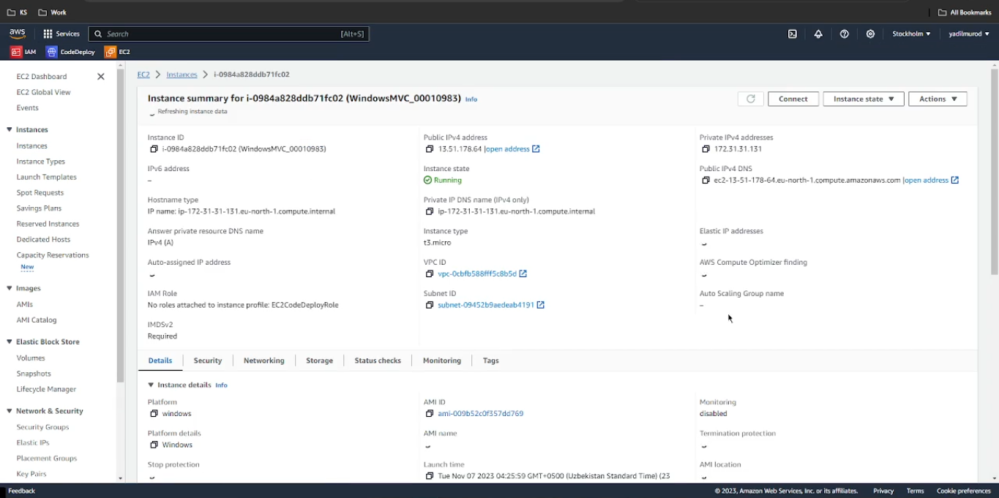 KS Work All Bookmarks
aws Services Search [Alt+S] Stockholm ▼ yadilmurod ▼
IAM CodeDeploy EC2
EC2 Dashboard
EC2 Global View
Events
Instances
Instances
Instance Types
Launch Templates
Spot Requests
Savings Plans
Reserved Instances
Dedicated Hosts
Capacity Reservations
New
Images
AMIs
AMI Catalog
Elastic Block Store
Volumes
Snapshots
Lifecycle Manager
Network & Security
Security Groups
Elastic IPs
Placement Groups
Key Pairs
EC2 > Instances > i-0984a828ddb71fc02
Instance summary for i-0984a828ddb71fc02 (WindowsMVC_00010983) Info
Refreshing instance data
Connect Instance state ▼ Actions ▼
Instance ID
i-0984a828ddb71fc02 (WindowsMVC_00010983)
Public IPv4 address
13.51.178.64 |open address
Private IPv4 addresses
172.31.31.131
IPv6 address
–
Instance state
Running
Public IPv4 DNS
ec2-13-51-178-64.eu-north-1.compute.amazonaws.com |open address
Hostname type
IP name: ip-172-31-31-131.eu-north-1.compute.internal
Private IP DNS name (IPv4 only)
ip-172-31-31-131.eu-north-1.compute.internal
Answer private resource DNS name
IPv4 (A)
Instance type
t3.micro
Elastic IP addresses
Auto-assigned IP address
VPC ID
vpc-0cbfb588fff5c8b5d
AWS Compute Optimizer finding
IAM Role
No roles attached to instance profile: EC2CodeDeployRole
Subnet ID
subnet-09452b9aedeab4191
Auto Scaling Group name
–
IMDSv2
Required
Details Security Networking Storage Status checks Monitoring Tags
Instance details Info
Platform
windows
AMI ID
ami-009b52c0f357dd769
Monitoring
disabled
Platform details
Windows
AMI name
Termination protection
Stop protection
Launch time
Tue Nov 07 2023 04:25:59 GMT+0500 (Uzbekistan Standard Time) (23
AMI location
Feedback © 2023, Amazon Web Services, Inc. or its affiliates. Privacy Terms Cookie preferences